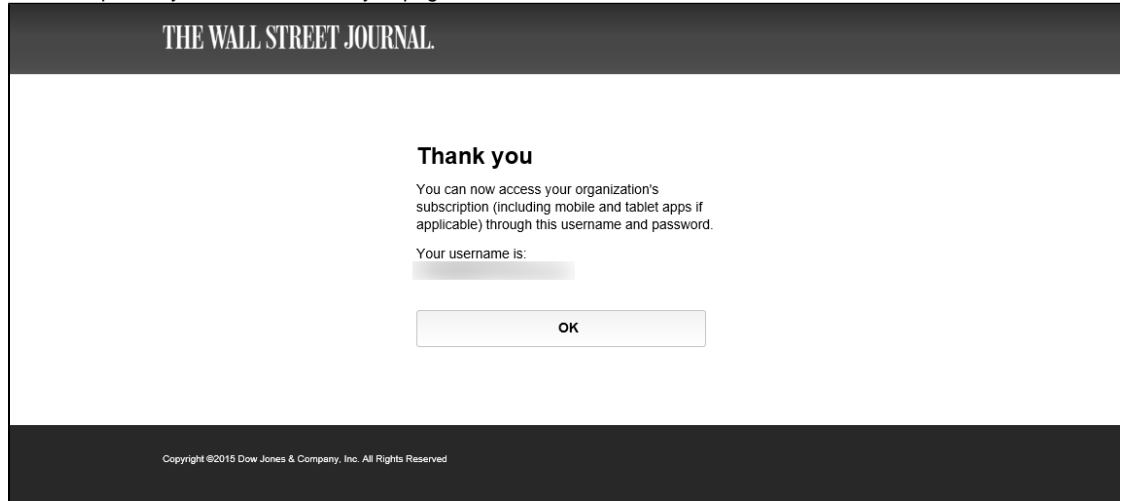 THE WALL STREET JOURNAL.
Thank you
You can now access your organization's
subscription (including mobile and tablet apps if
applicable) through this username and password.
Your username is:
OK
Copyright ©2015 Dow Jones & Company, Inc. All Rights Reserved